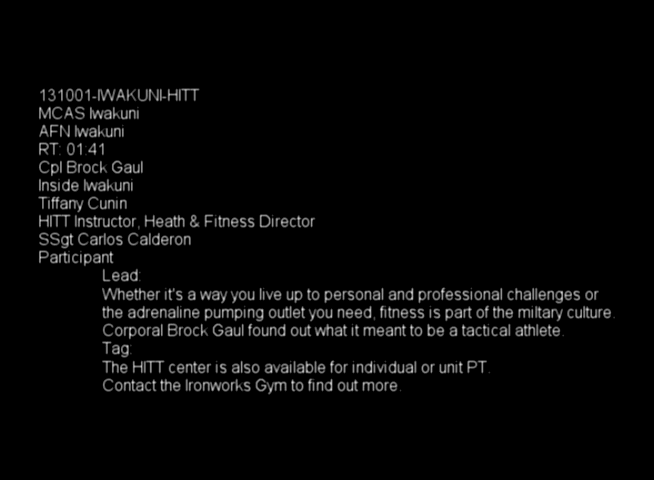 131001-IWAKUNI-HITT
MCAS Iwakuni
AFN Iwakuni
RT: 01:41
Cpl Brock Gaul
Inside Iwakuni
Tiffany Cunin
HITT Instructor, Heath & Fitness Director
SSgt Carlos Calderon
Participant
Lead:
Whether it's a way you live up to personal and professional challenges or
the adrenaline pumping outlet you need, fitness is part of the miltary culture.
Corporal Brock Gaul found out what it meant to be a tactical athlete.
Tag:
The HITT center is also available for individual or unit PT.
Contact the Ironworks Gym to find out more.